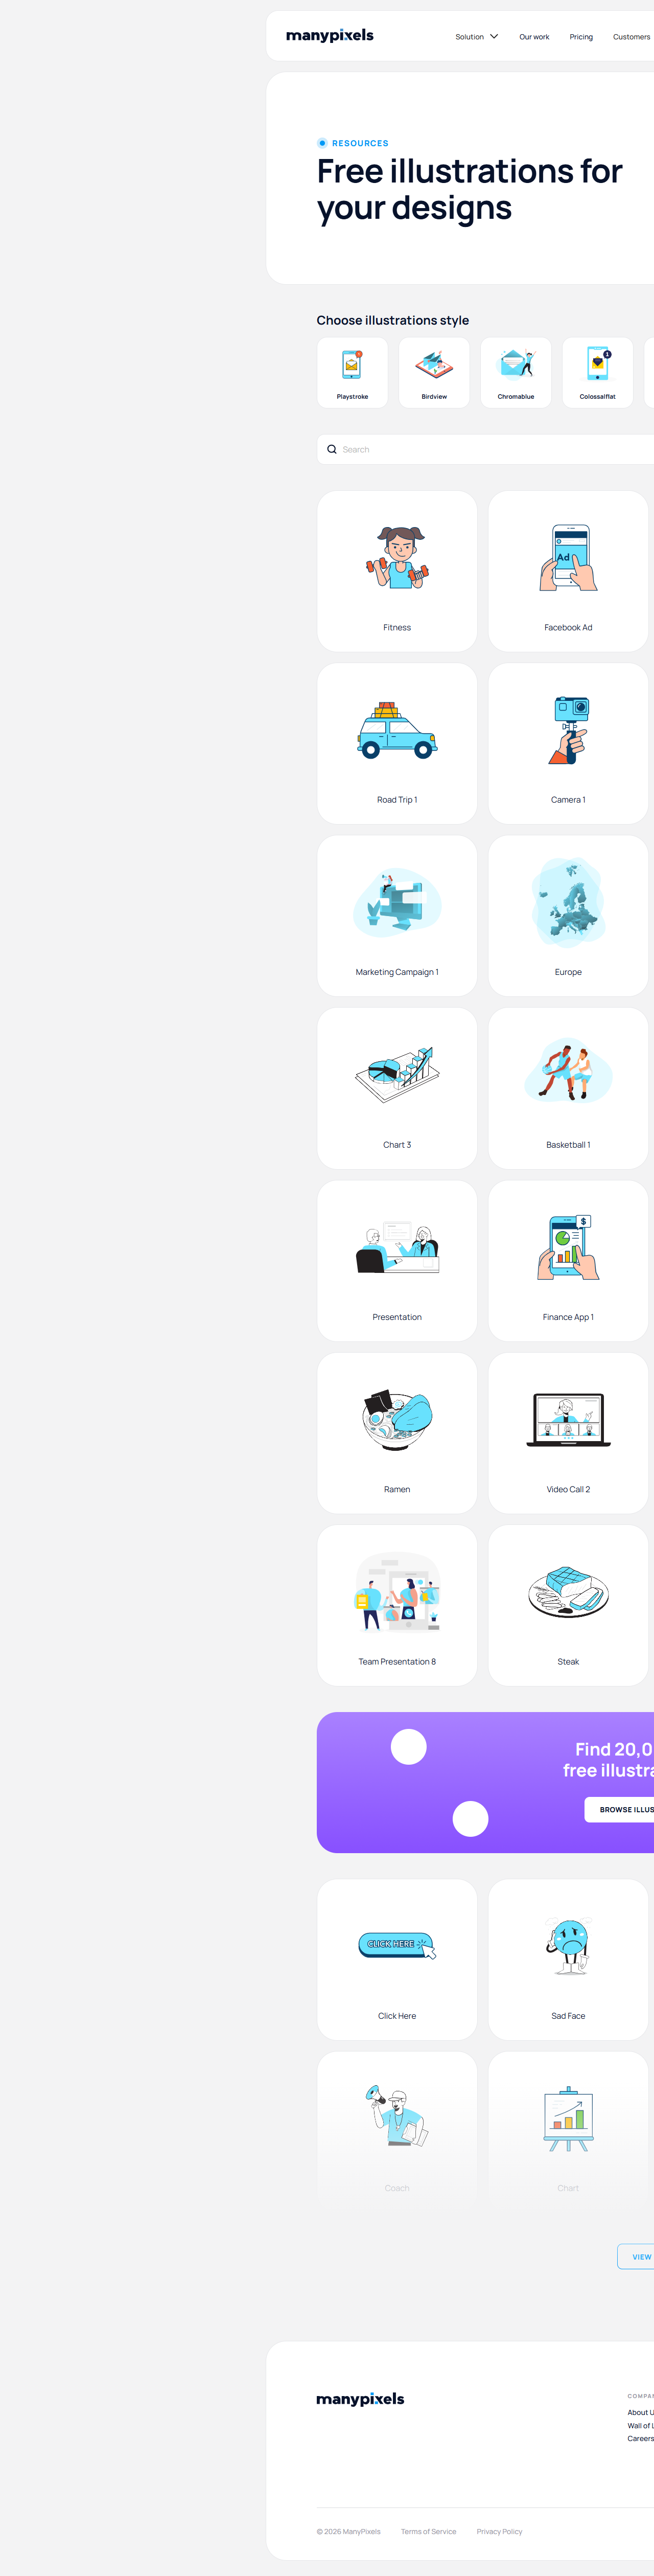 manypixels
Solution
Our work
Pricing
Customers
RESOURCES
Free illustrations for
your designs
Choose illustrations style
Playstroke
Birdview
Chromablue
Colossalflat
Search
Fitness
Ad
Facebook Ad
Road Trip 1
Camera 1
Marketing Campaign 1
Europe
Chart 3
Basketball 1
Presentation
$
Finance App 1
Ramen
Video Call 2
Team Presentation 8
Steak
Find 20,0
free illustra
BROWSE ILLUS
CLICK HERE
Click Here
Sad Face
Coach
Chart
VIEW
manypixels
COMPA
About U
Wall of L
Careers
© 2026 ManyPixels
Terms of Service
Privacy Policy